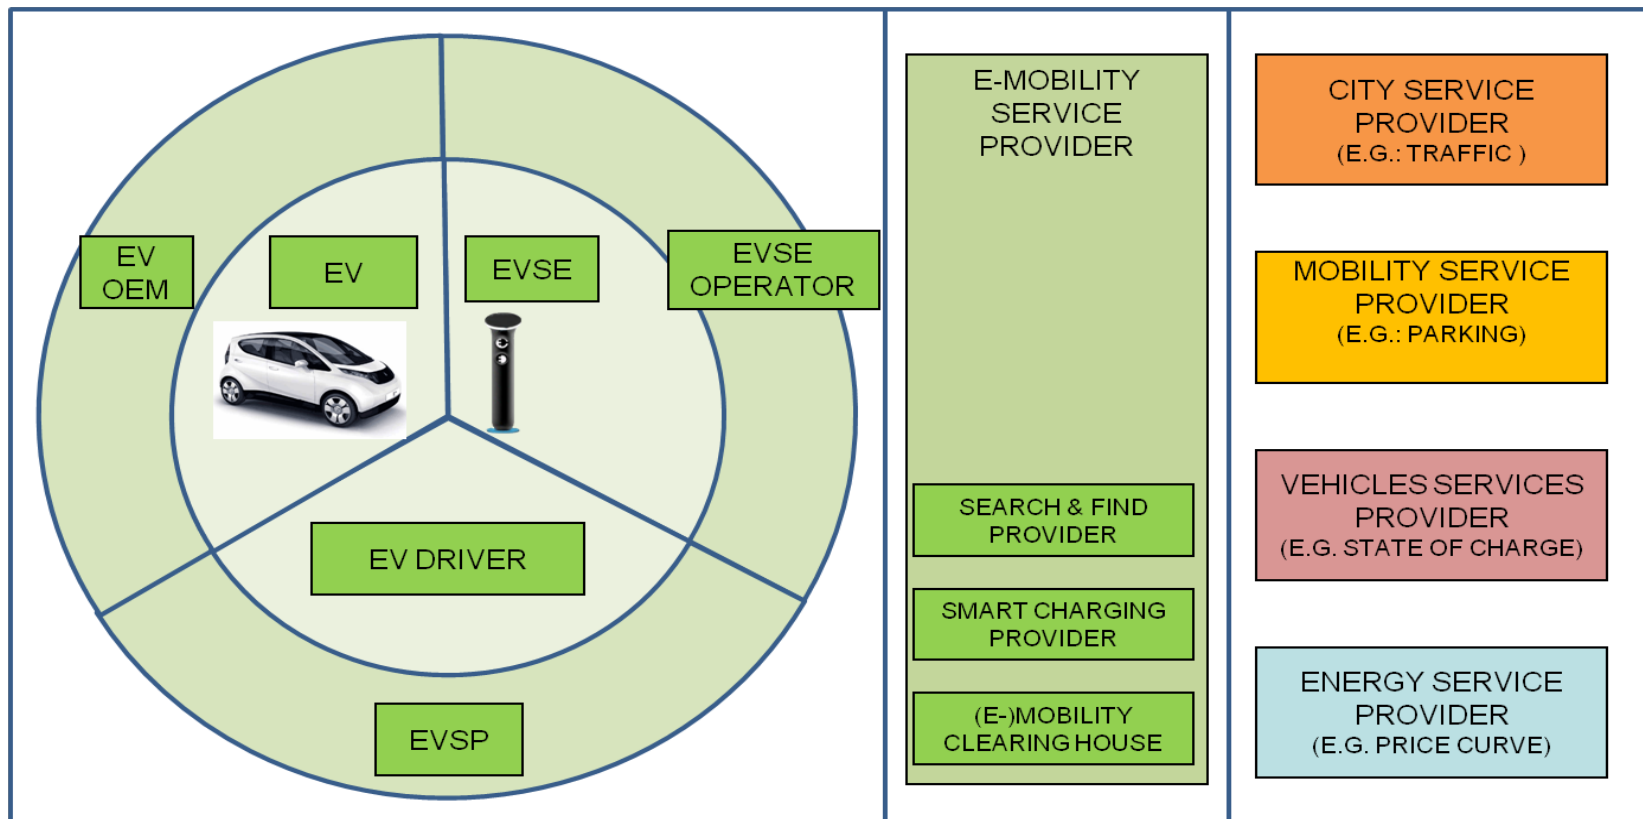 EV
OEM
EV
EVSE
EVSE
OPERATOR
EV DRIVER
EVSP
E-MOBILITY
SERVICE
PROVIDER
SEARCH & FIND
PROVIDER
SMART CHARGING
PROVIDER
(E-)MOBILITY
CLEARING HOUSE
CITY SERVICE
PROVIDER
(E.G.: TRAFFIC )
MOBILITY SERVICE
PROVIDER
(E.G.: PARKING)
VEHICLES SERVICES
PROVIDER
(E.G. STATE OF CHARGE)
ENERGY SERVICE
PROVIDER
(E.G. PRICE CURVE)